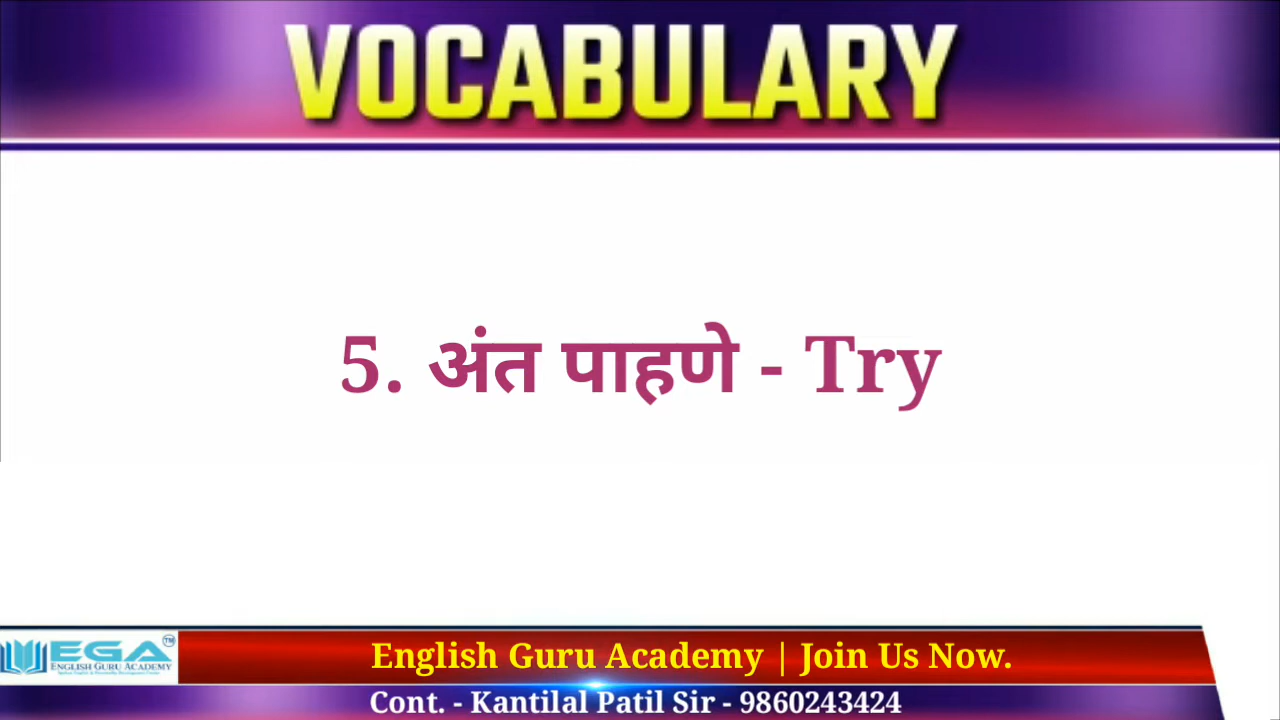 VOCABULARY
5. अंत पाहणे - Try
EGA TM
ENGLISH GURU ACADEMY
English Guru Academy | Join Us Now.
Cont. - Kantilal Patil Sir - 9860243424